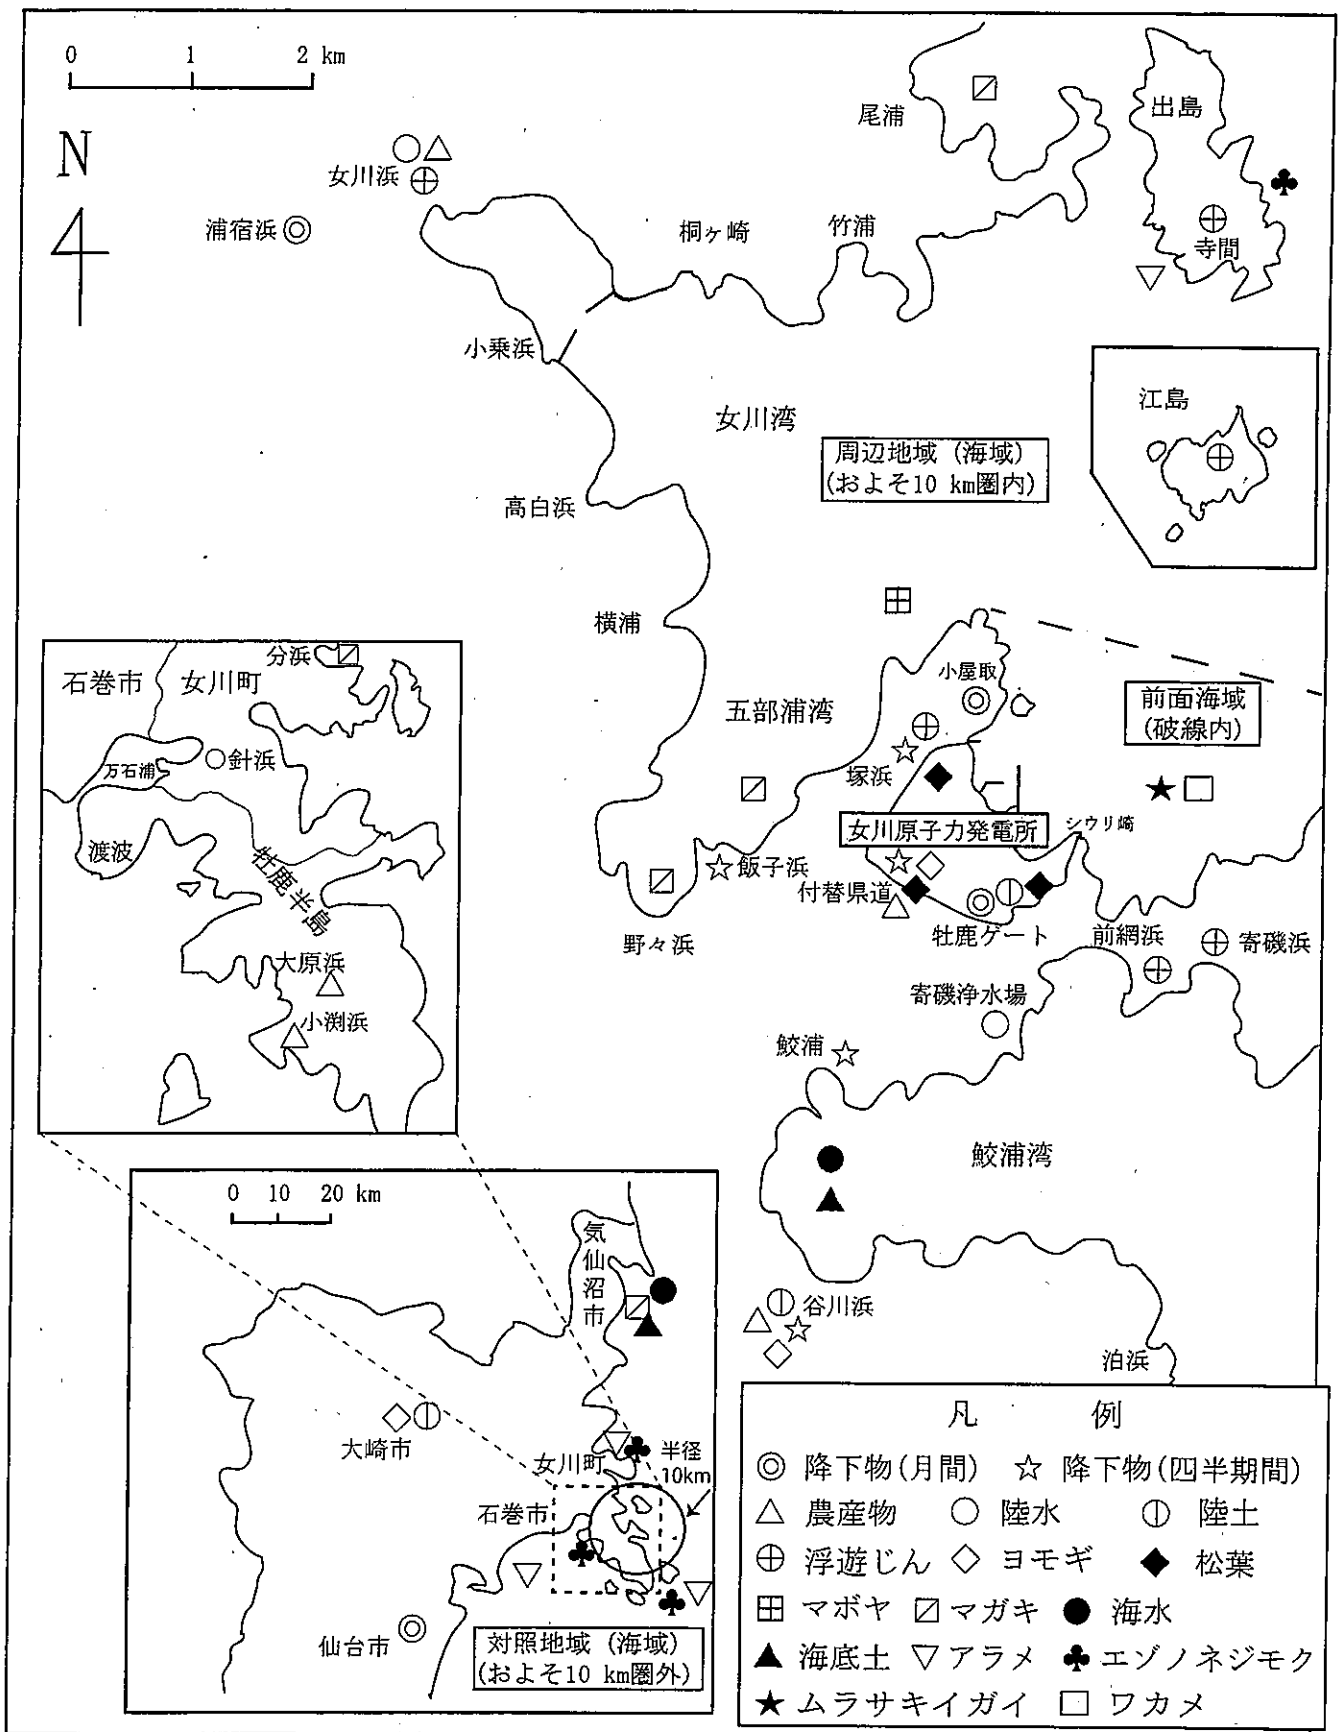 0 1 2 km
N
尾浦
出島
女川浜
浦宿浜
桐ヶ崎
竹浦
寺間
小乗浜
女川湾
江島
周辺地域 (海域)
(およそ10 km圏内)
高白浜
横浦
小屋取
五部浦湾
前面海域
(破線内)
塚浜
女川原子力発電所
シウリ崎
飯子浜
付替県道
野々浜
牡鹿ゲート
前網浜
寄磯浜
寄磯浄水場
鮫浦
鮫浦湾
谷川浜
泊浜
分浜
石巻市
女川町
万石浦
針浜
渡波
牡鹿半島
大原浜
小渕浜
0 10 20 km
気仙沼市
大崎市
女川町
半径
10km
石巻市
仙台市
対照地域 (海域)
(およそ10 km圏外)
凡 例
◎ 降下物(月間) ☆ 降下物(四半期間)
△ 農産物 ○ 陸水 陸土
⊕ 浮遊じん ◇ ヨモギ ◆ 松葉
⊞ マボヤ ⧄ マガキ ● 海水
▲ 海底土 ▽ アラメ ♣ エゾノネジモク
★ ムラサキイガイ □ ワカメ